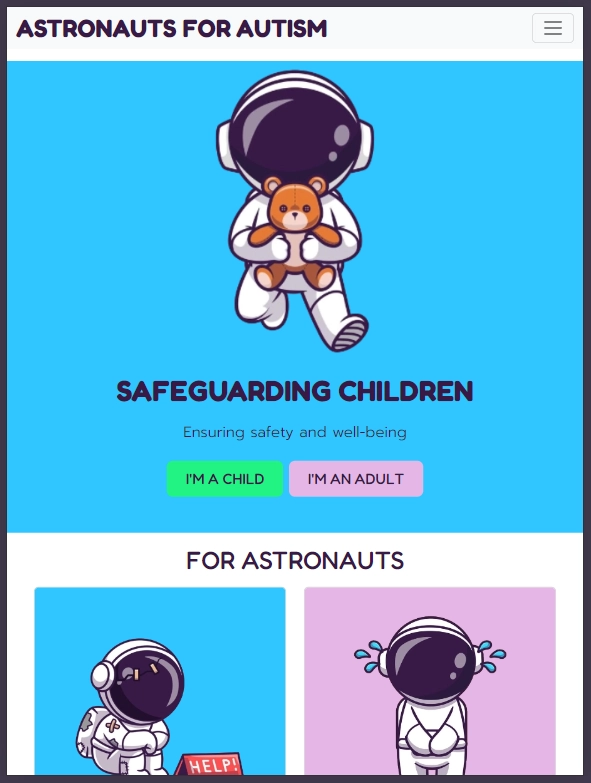 ASTRONAUTS FOR AUTISM
SAFEGUARDING CHILDREN
Ensuring safety and well-being
I'M A CHILD
I'M AN ADULT
FOR ASTRONAUTS
HELP!